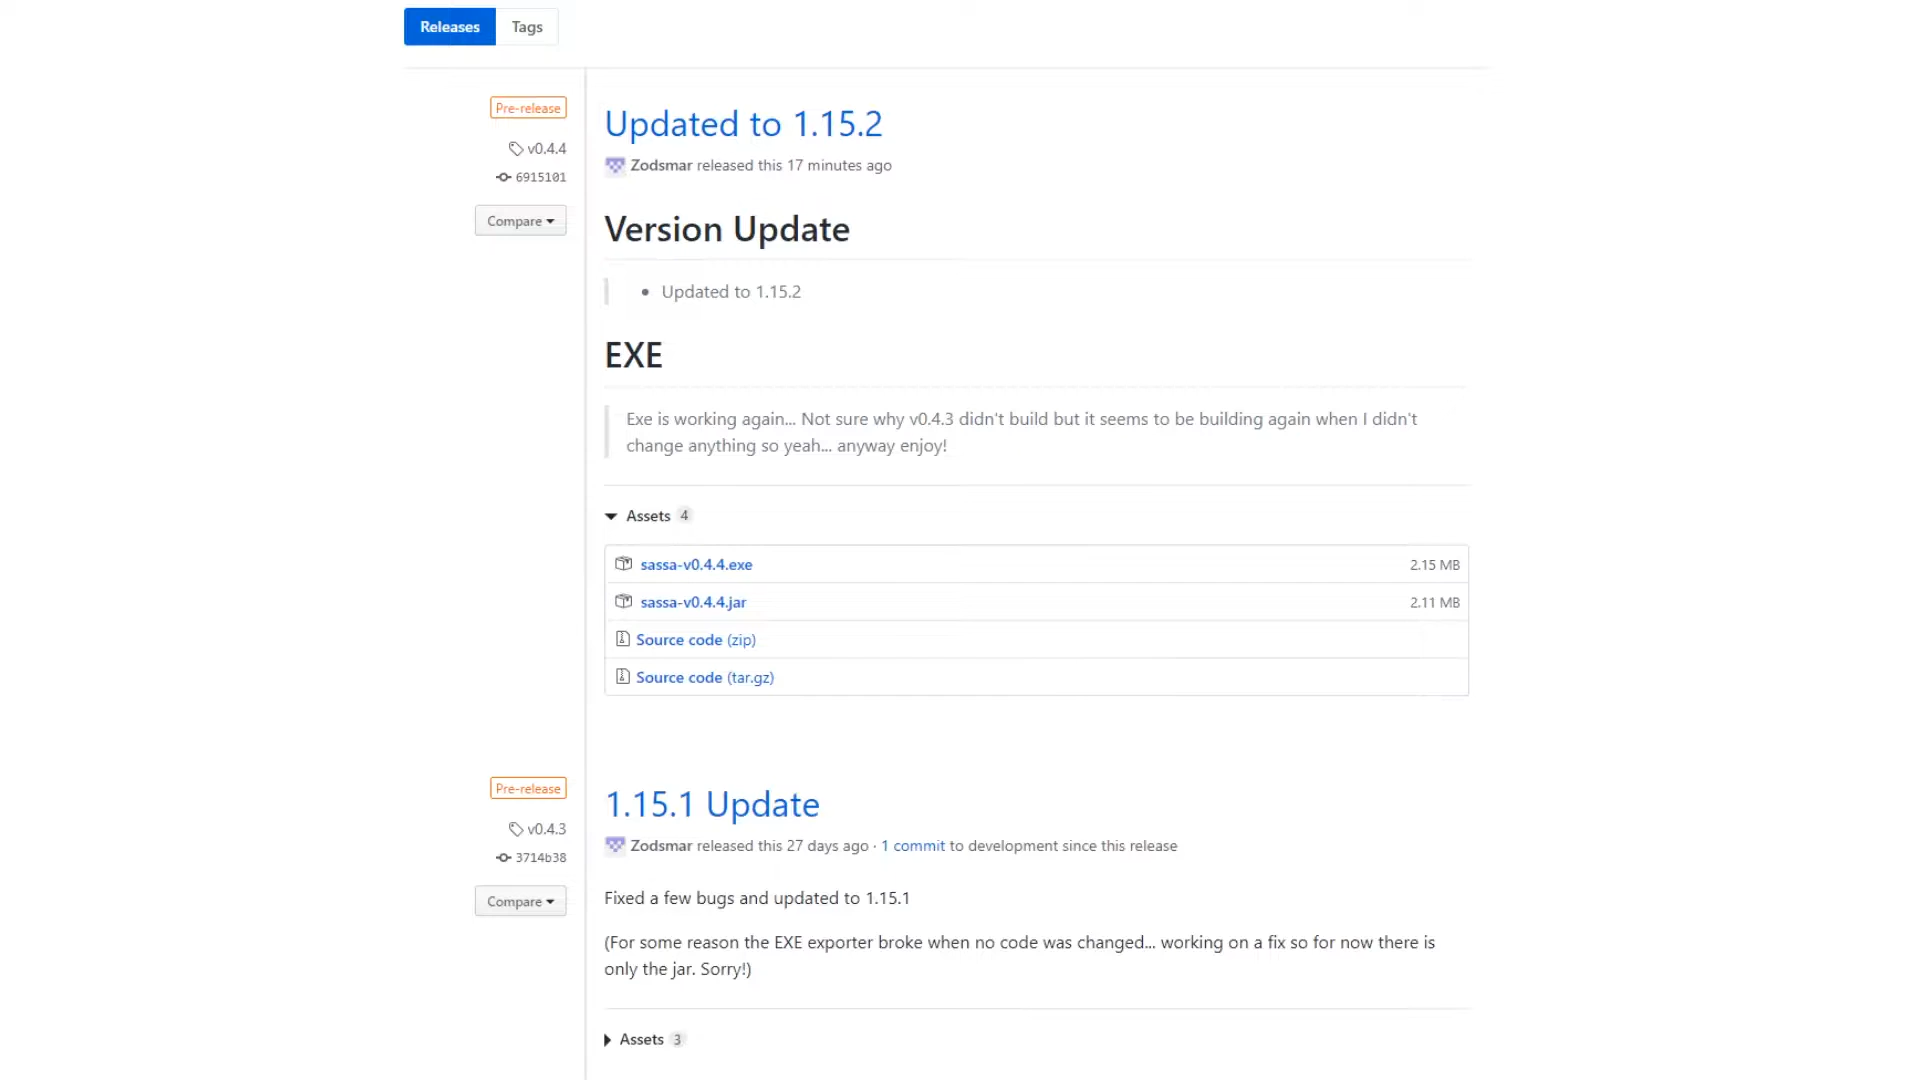 Releases
Tags
Pre-release
v0.4.4
6915101
Compare
Updated to 1.15.2
Zodsmar released this 17 minutes ago
Version Update
Updated to 1.15.2
EXE
Exe is working again... Not sure why v0.4.3 didn't build but it seems to be building again when I didn't
change anything so yeah... anyway enjoy!
Assets 4
sassa-v0.4.4.exe 2.15 MB
sassa-v0.4.4.jar 2.11 MB
Source code (zip)
Source code (tar.gz)
Pre-release
v0.4.3
3714b38
Compare
1.15.1 Update
Zodsmar released this 27 days ago · 1 commit to development since this release
Fixed a few bugs and updated to 1.15.1
(For some reason the EXE exporter broke when no code was changed... working on a fix so for now there is
only the jar. Sorry!)
Assets 3